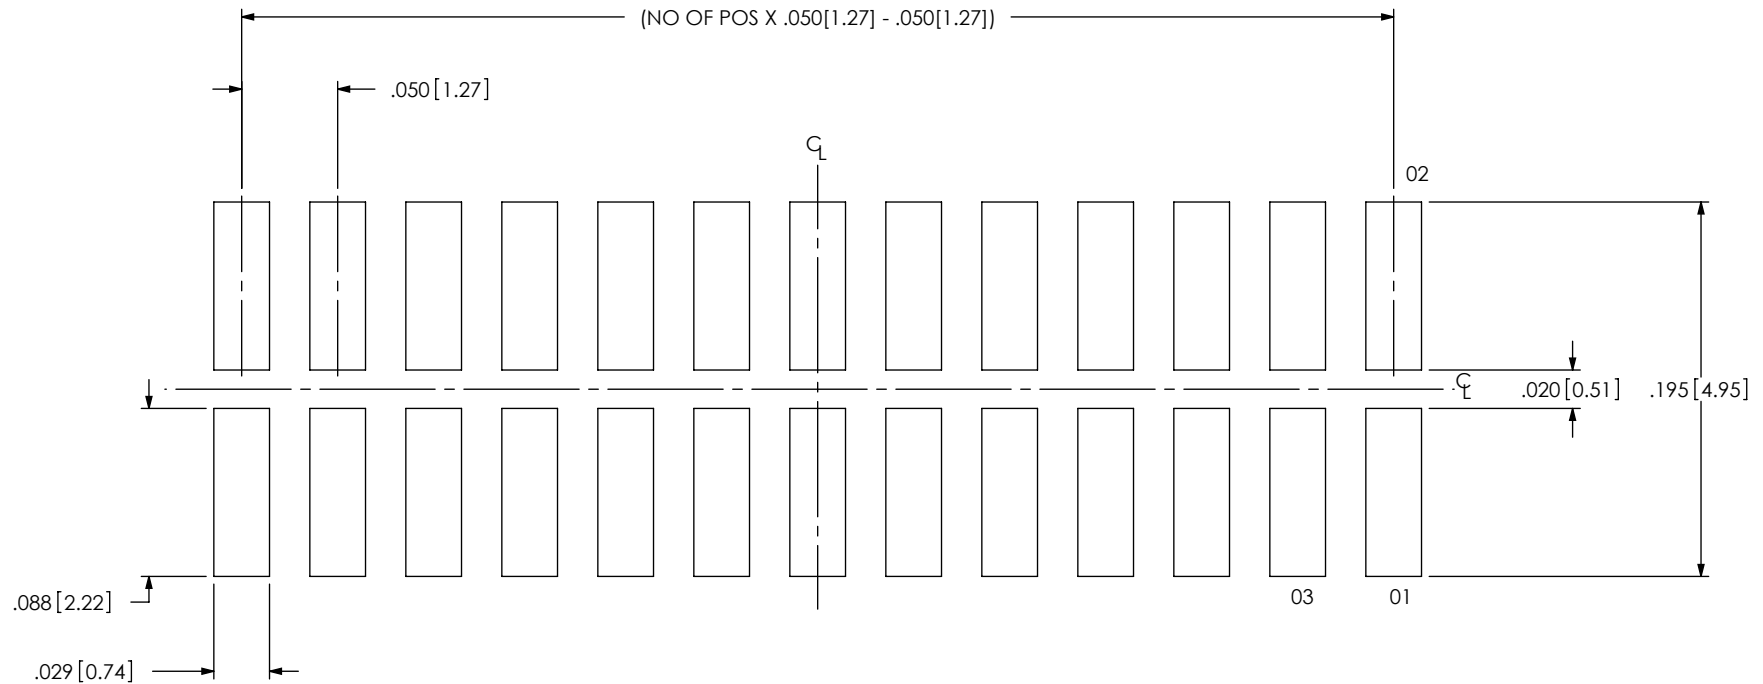 (NO OF POS X .050[1.27] - .050[1.27])
.050[1.27]
CL
02
CL
.020[0.51]
.195[4.95]
.088[2.22]
03
01
.029[0.74]